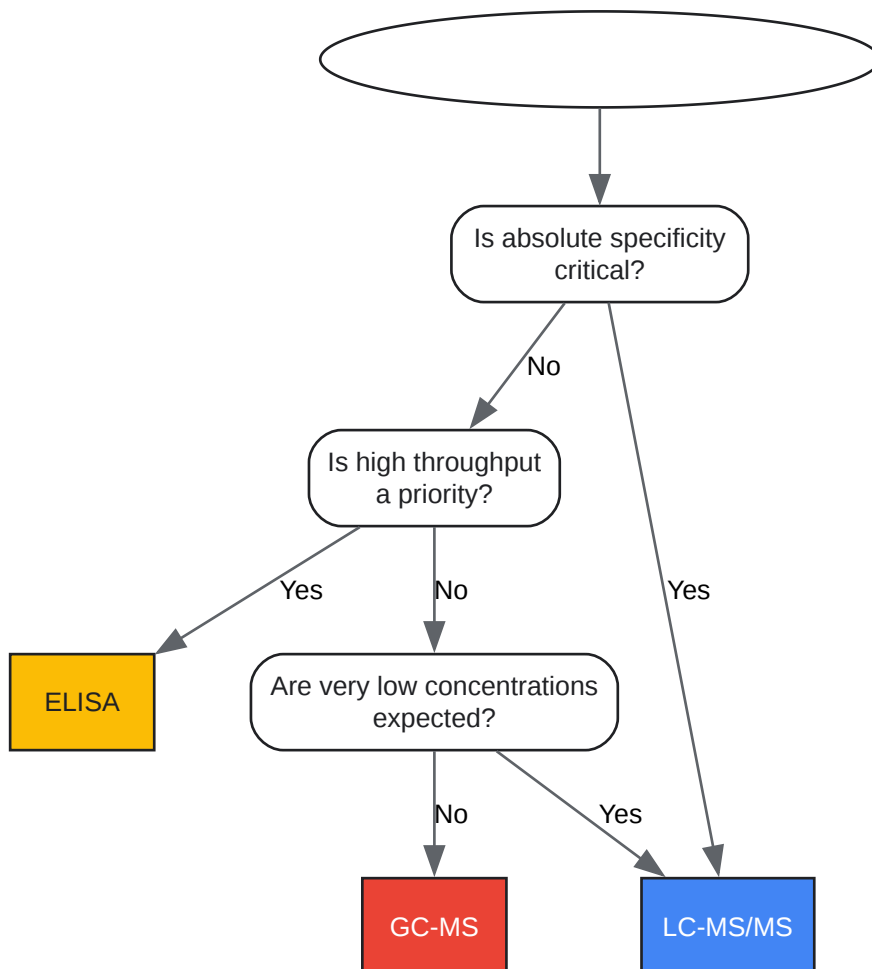 Is absolute specificity
critical?
No
Is high throughput
a priority?
Yes
No
Yes
ELISA
Are very low concentrations
expected?
No
Yes
GC-MS
LC-MS/MS